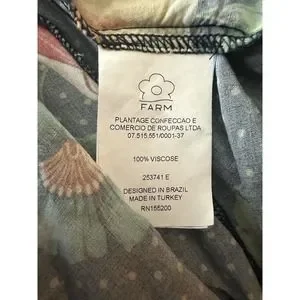 FARM
PLANTAGE CONFECCAO E
COMERCIO DE ROUPAS LTDA
07.515.551/0001-37
100% VISCOSE
253741 E
DESIGNED IN BRAZIL
MADE IN TURKEY
RN155200